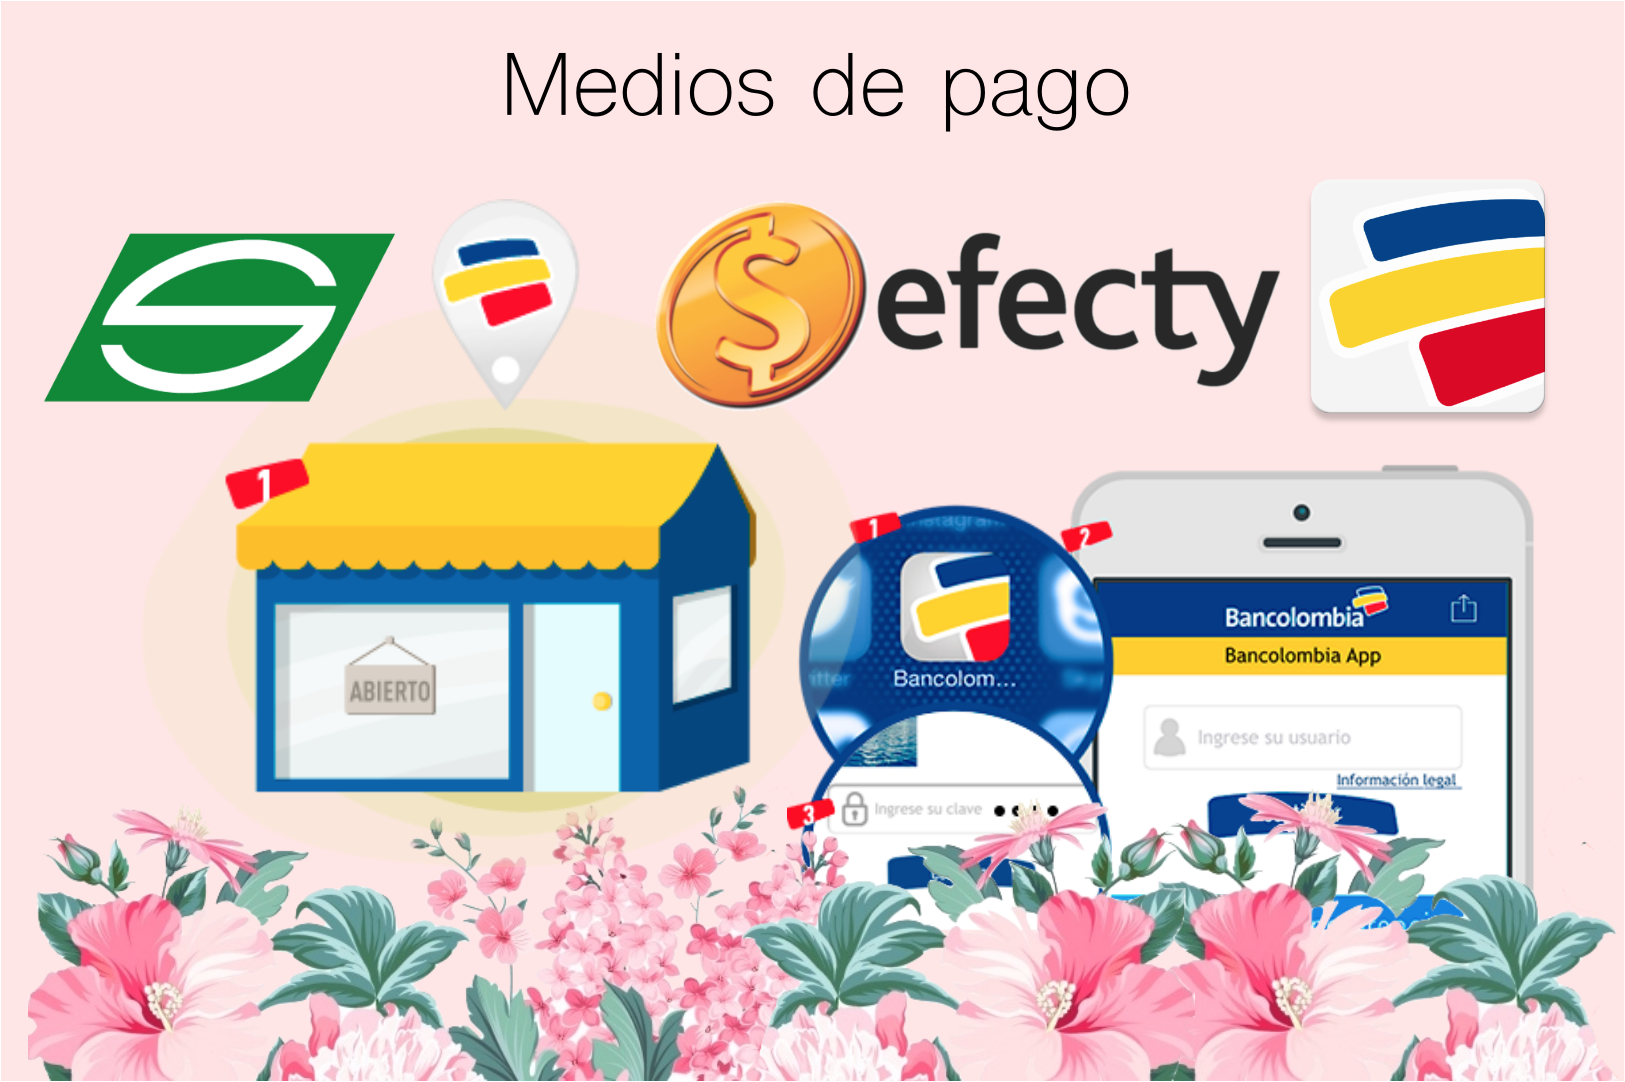 Medios de pago
efecty
1
ABIERTO
1
2
Bancolom...
Bancolombia
Bancolombia App
Ingrese su usuario
Información legal
3
Ingrese su clave